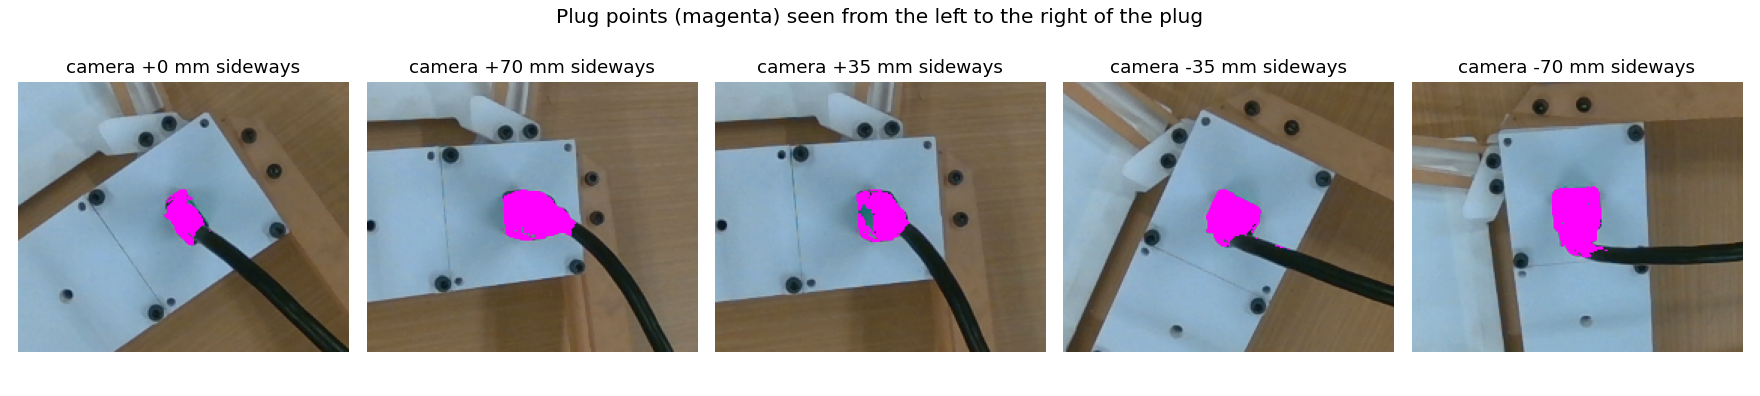 Plug points (magenta) seen from the left to the right of the plug
camera +0 mm sideways
camera +70 mm sideways
camera +35 mm sideways
camera -35 mm sideways
camera -70 mm sideways